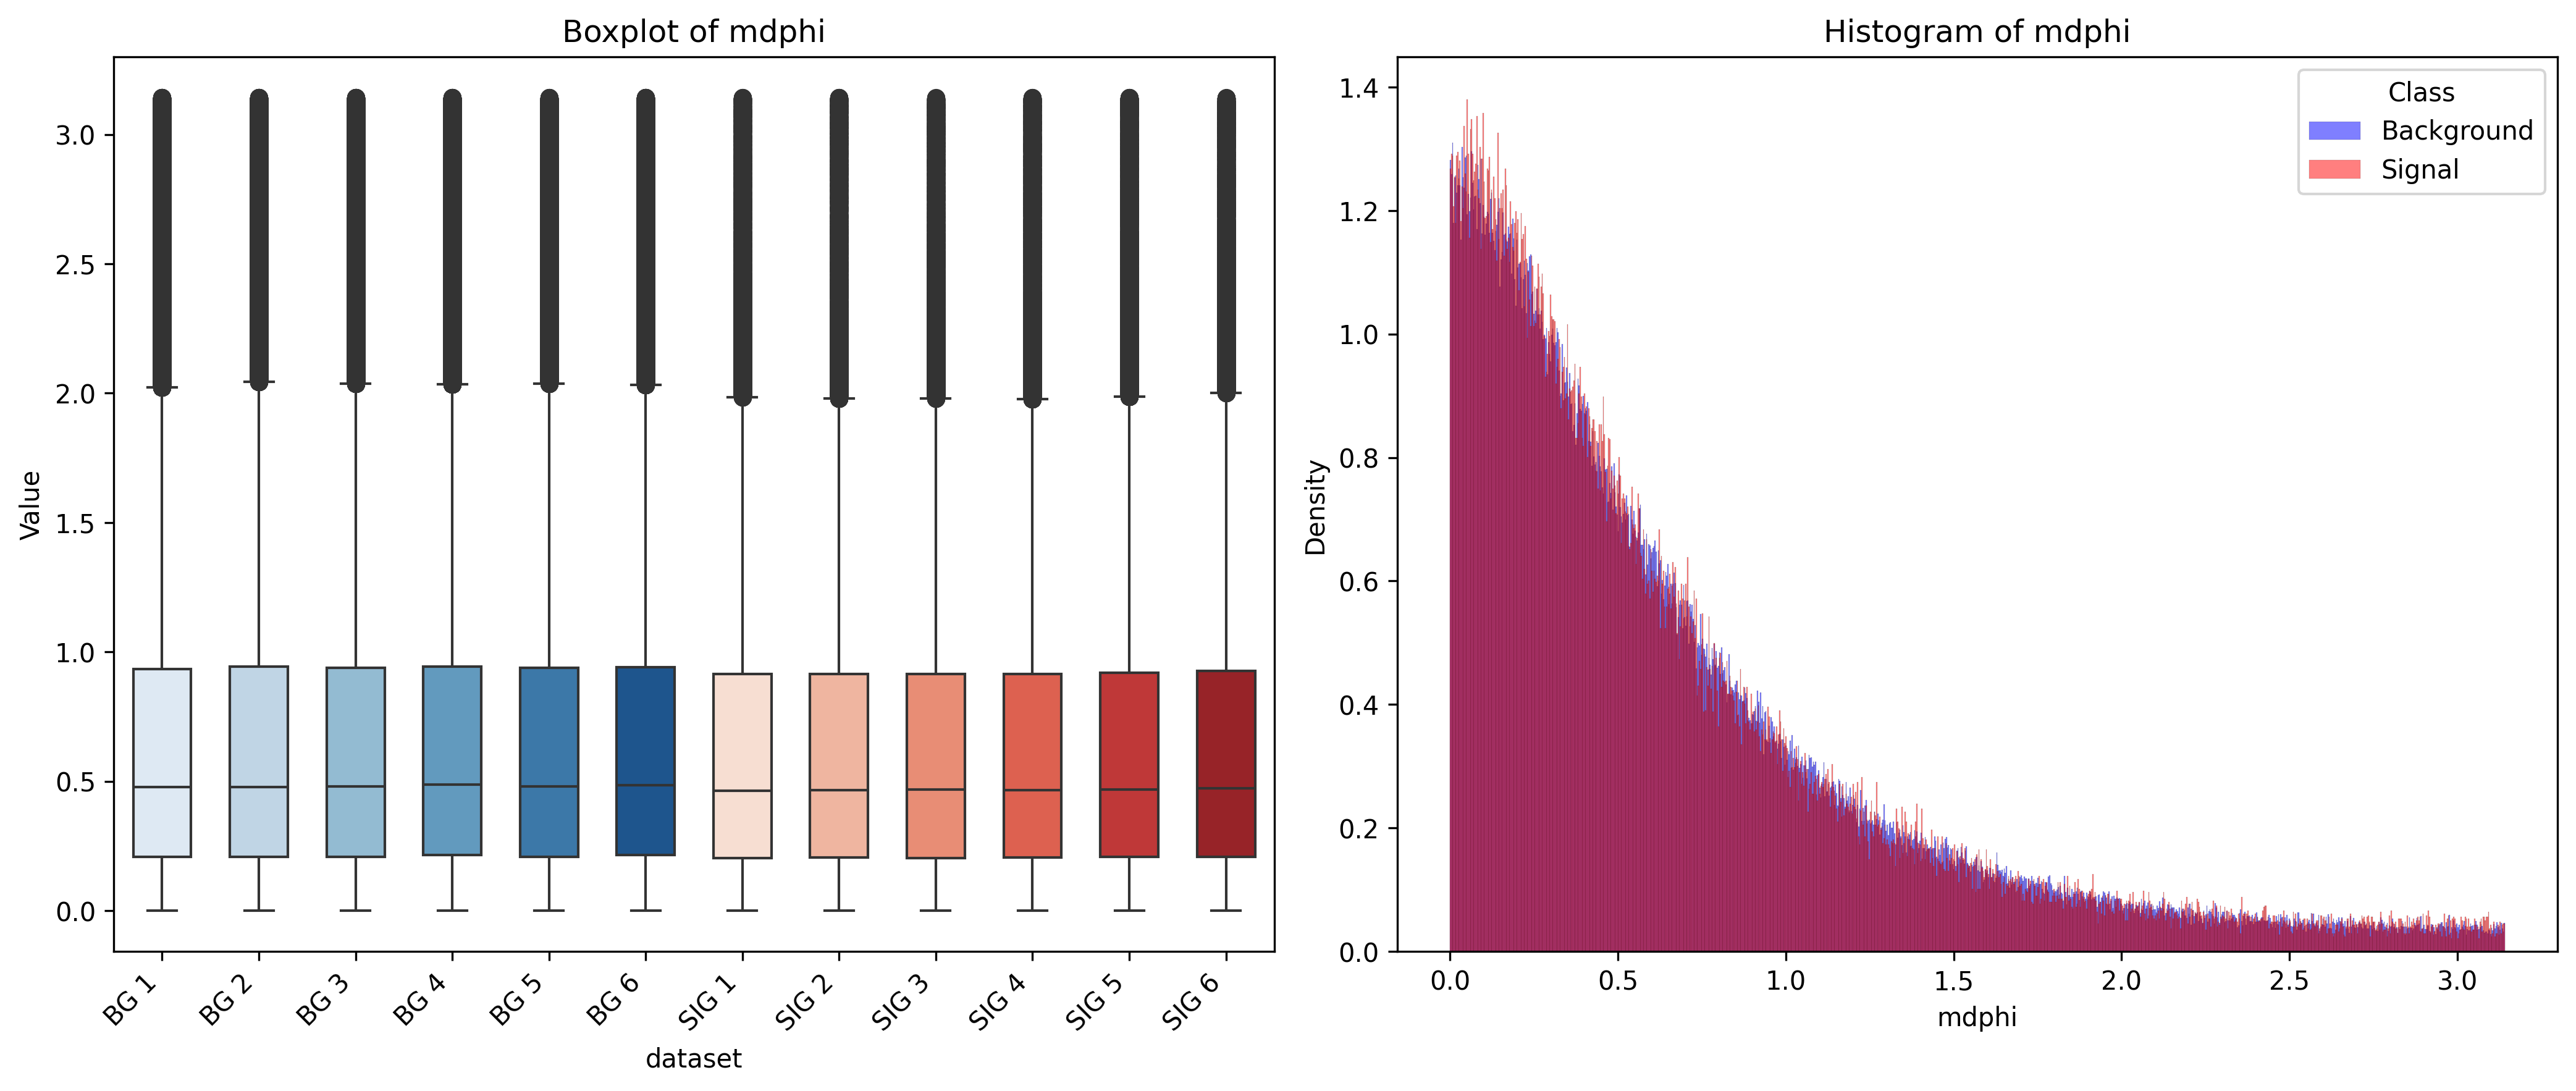 Boxplot of mdphi
Value
3.0
2.5
2.0
1.5
1.0
0.5
0.0
BG 1
BG 2
BG 3
BG 4
BG 5
BG 6
SIG 1
SIG 2
SIG 3
SIG 4
SIG 5
SIG 6
dataset
Histogram of mdphi
Density
1.4
1.2
1.0
0.8
0.6
0.4
0.2
0.0
Class
Background
Signal
0.0
0.5
1.0
1.5
2.0
2.5
3.0
mdphi